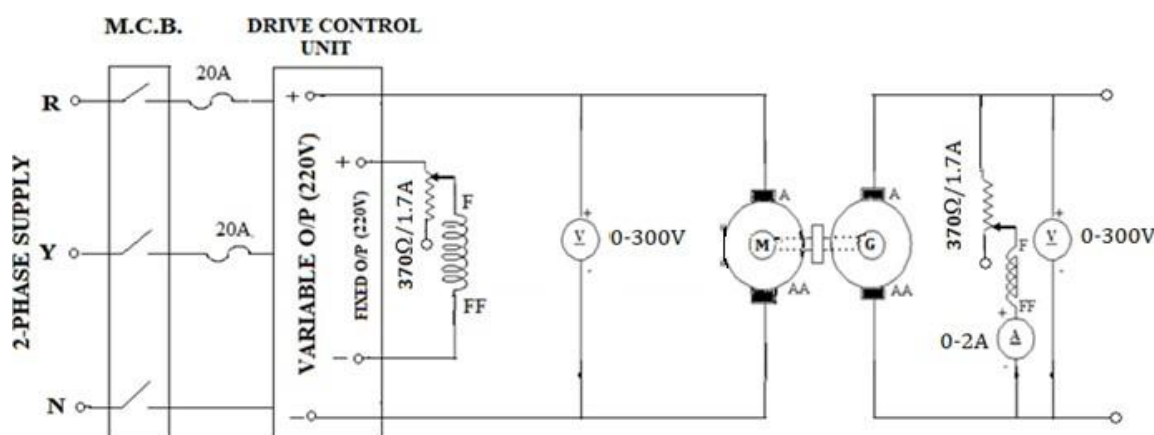 M.C.B.
DRIVE CONTROL
UNIT
20A
R
+
2-PHASE SUPPLY
VARIABLE O/P (220V)
FIXED O/P (220V)
+
370Ω/1.7A
F
FF
−
Y
20A
N
−
+
V
0-300V
-
A
M
AA
A
G
AA
370Ω/1.7A
F
FF
+
A
0-2A
-
+
V
0-300V
-